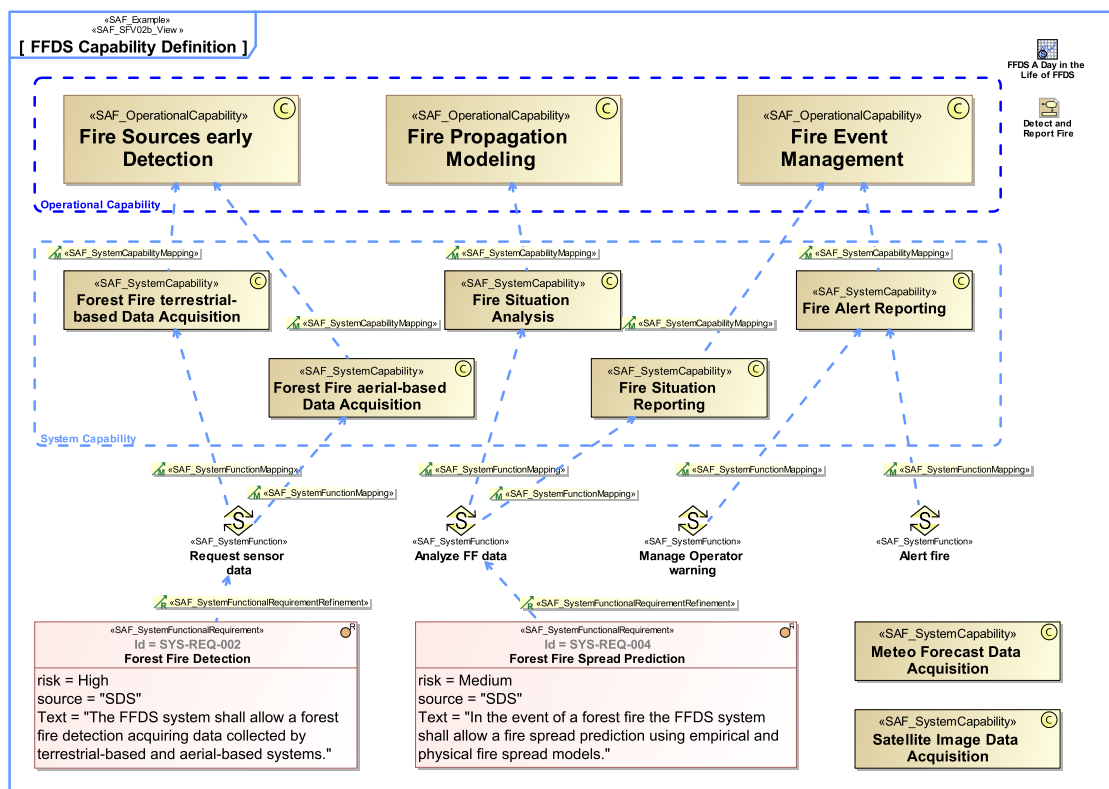 «SAF_Example»
«SAF_SFV02b_View »
[ FFDS Capability Definition ]
FFDS A Day in the
Life of FFDS
Detect and
Report Fire
«SAF_OperationalCapability»
Fire Sources early
Detection
C
«SAF_OperationalCapability»
Fire Propagation
Modeling
C
«SAF_OperationalCapability»
Fire Event
Management
C
Operational Capability
M «SAF_SystemCapabilityMapping»
M «SAF_SystemCapabilityMapping»
M «SAF_SystemCapabilityMapping»
«SAF_SystemCapability»
Forest Fire terrestrial-
based Data Acquisition
C
«SAF_SystemCapability»
Fire Situation
Analysis
C
«SAF_SystemCapability»
Fire Alert Reporting
C
M «SAF_SystemCapabilityMapping»
M «SAF_SystemCapabilityMapping»
«SAF_SystemCapability»
Forest Fire aerial-based
Data Acquisition
C
«SAF_SystemCapability»
Fire Situation
Reporting
C
System Capability
M «SAF_SystemFunctionMapping»
M «SAF_SystemFunctionMapping»
M «SAF_SystemFunctionMapping»
M «SAF_SystemFunctionMapping»
M «SAF_SystemFunctionMapping»
M «SAF_SystemFunctionMapping»
S
«SAF_SystemFunction»
Request sensor
data
S
«SAF_SystemFunction»
Analyze FF data
S
«SAF_SystemFunction»
Manage Operator
warning
S
«SAF_SystemFunction»
Alert fire
R «SAF_SystemFunctionalRequirementRefinement»
R «SAF_SystemFunctionalRequirementRefinement»
«SAF_SystemFunctionalRequirement»
R
Id = SYS-REQ-002
Forest Fire Detection
risk = High
source = "SDS"
Text = "The FFDS system shall allow a forest
fire detection acquiring data collected by
terrestrial-based and aerial-based systems."
«SAF_SystemFunctionalRequirement»
R
Id = SYS-REQ-004
Forest Fire Spread Prediction
risk = Medium
source = "SDS"
Text = "In the event of a forest fire the FFDS system
shall allow a fire spread prediction using empirical and
physical fire spread models."
«SAF_SystemCapability»
Meteo Forecast Data
Acquisition
C
«SAF_SystemCapability»
Satellite Image Data
Acquisition
C